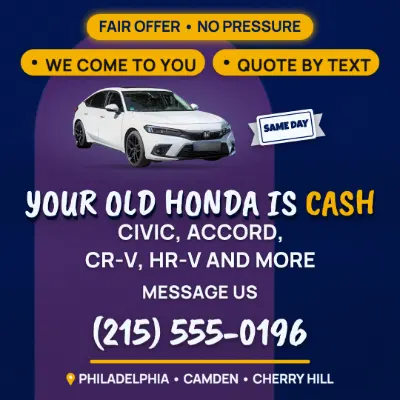 FAIR OFFER • NO PRESSURE
• WE COME TO YOU
• QUOTE BY TEXT
SAME DAY
YOUR OLD HONDA IS CASH
CIVIC, ACCORD,
CR-V, HR-V AND MORE
MESSAGE US
(215) 555-0196
PHILADELPHIA • CAMDEN • CHERRY HILL